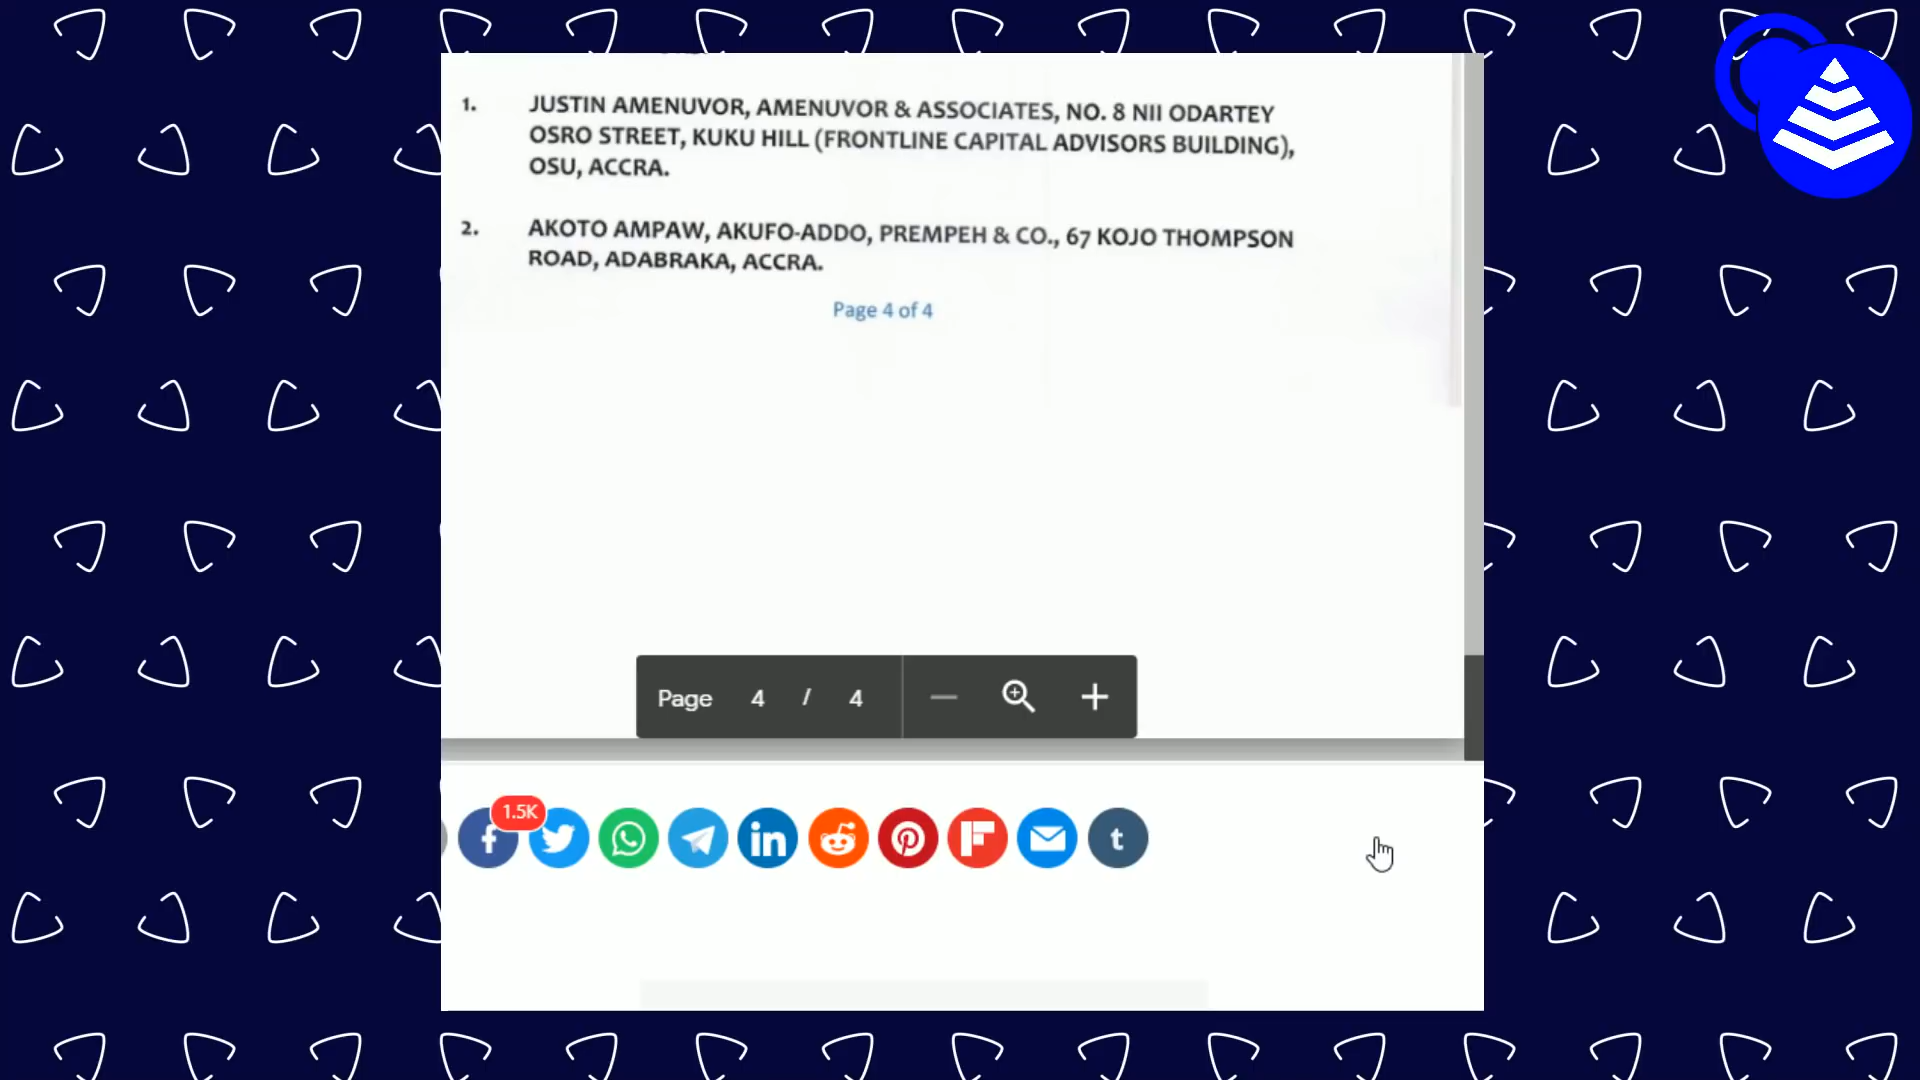 1. JUSTIN AMENUVOR, AMENUVOR & ASSOCIATES, NO. 8 NII ODARTEY
OSRO STREET, KUKU HILL (FRONTLINE CAPITAL ADVISORS BUILDING),
OSU, ACCRA.
2. AKOTO AMPAW, AKUFO-ADDO, PREMPEH & CO., 67 KOJO THOMPSON
ROAD, ADABRAKA, ACCRA.
Page 4 of 4
Page 4 / 4
1.5K